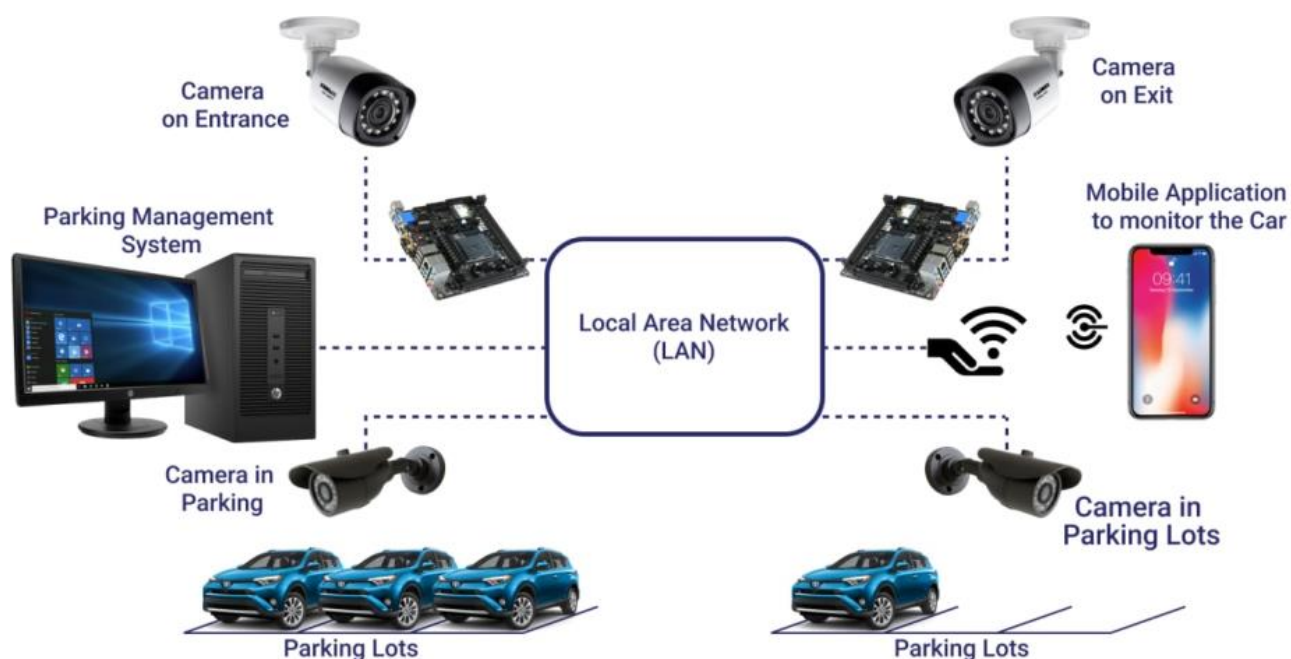 Camera
on Entrance
Camera
on Exit
Parking Management
System
Mobile Application
to monitor the Car
09:41
Local Area Network
(LAN)
Camera in
Parking
Camera in
Parking Lots
Parking Lots
Parking Lots